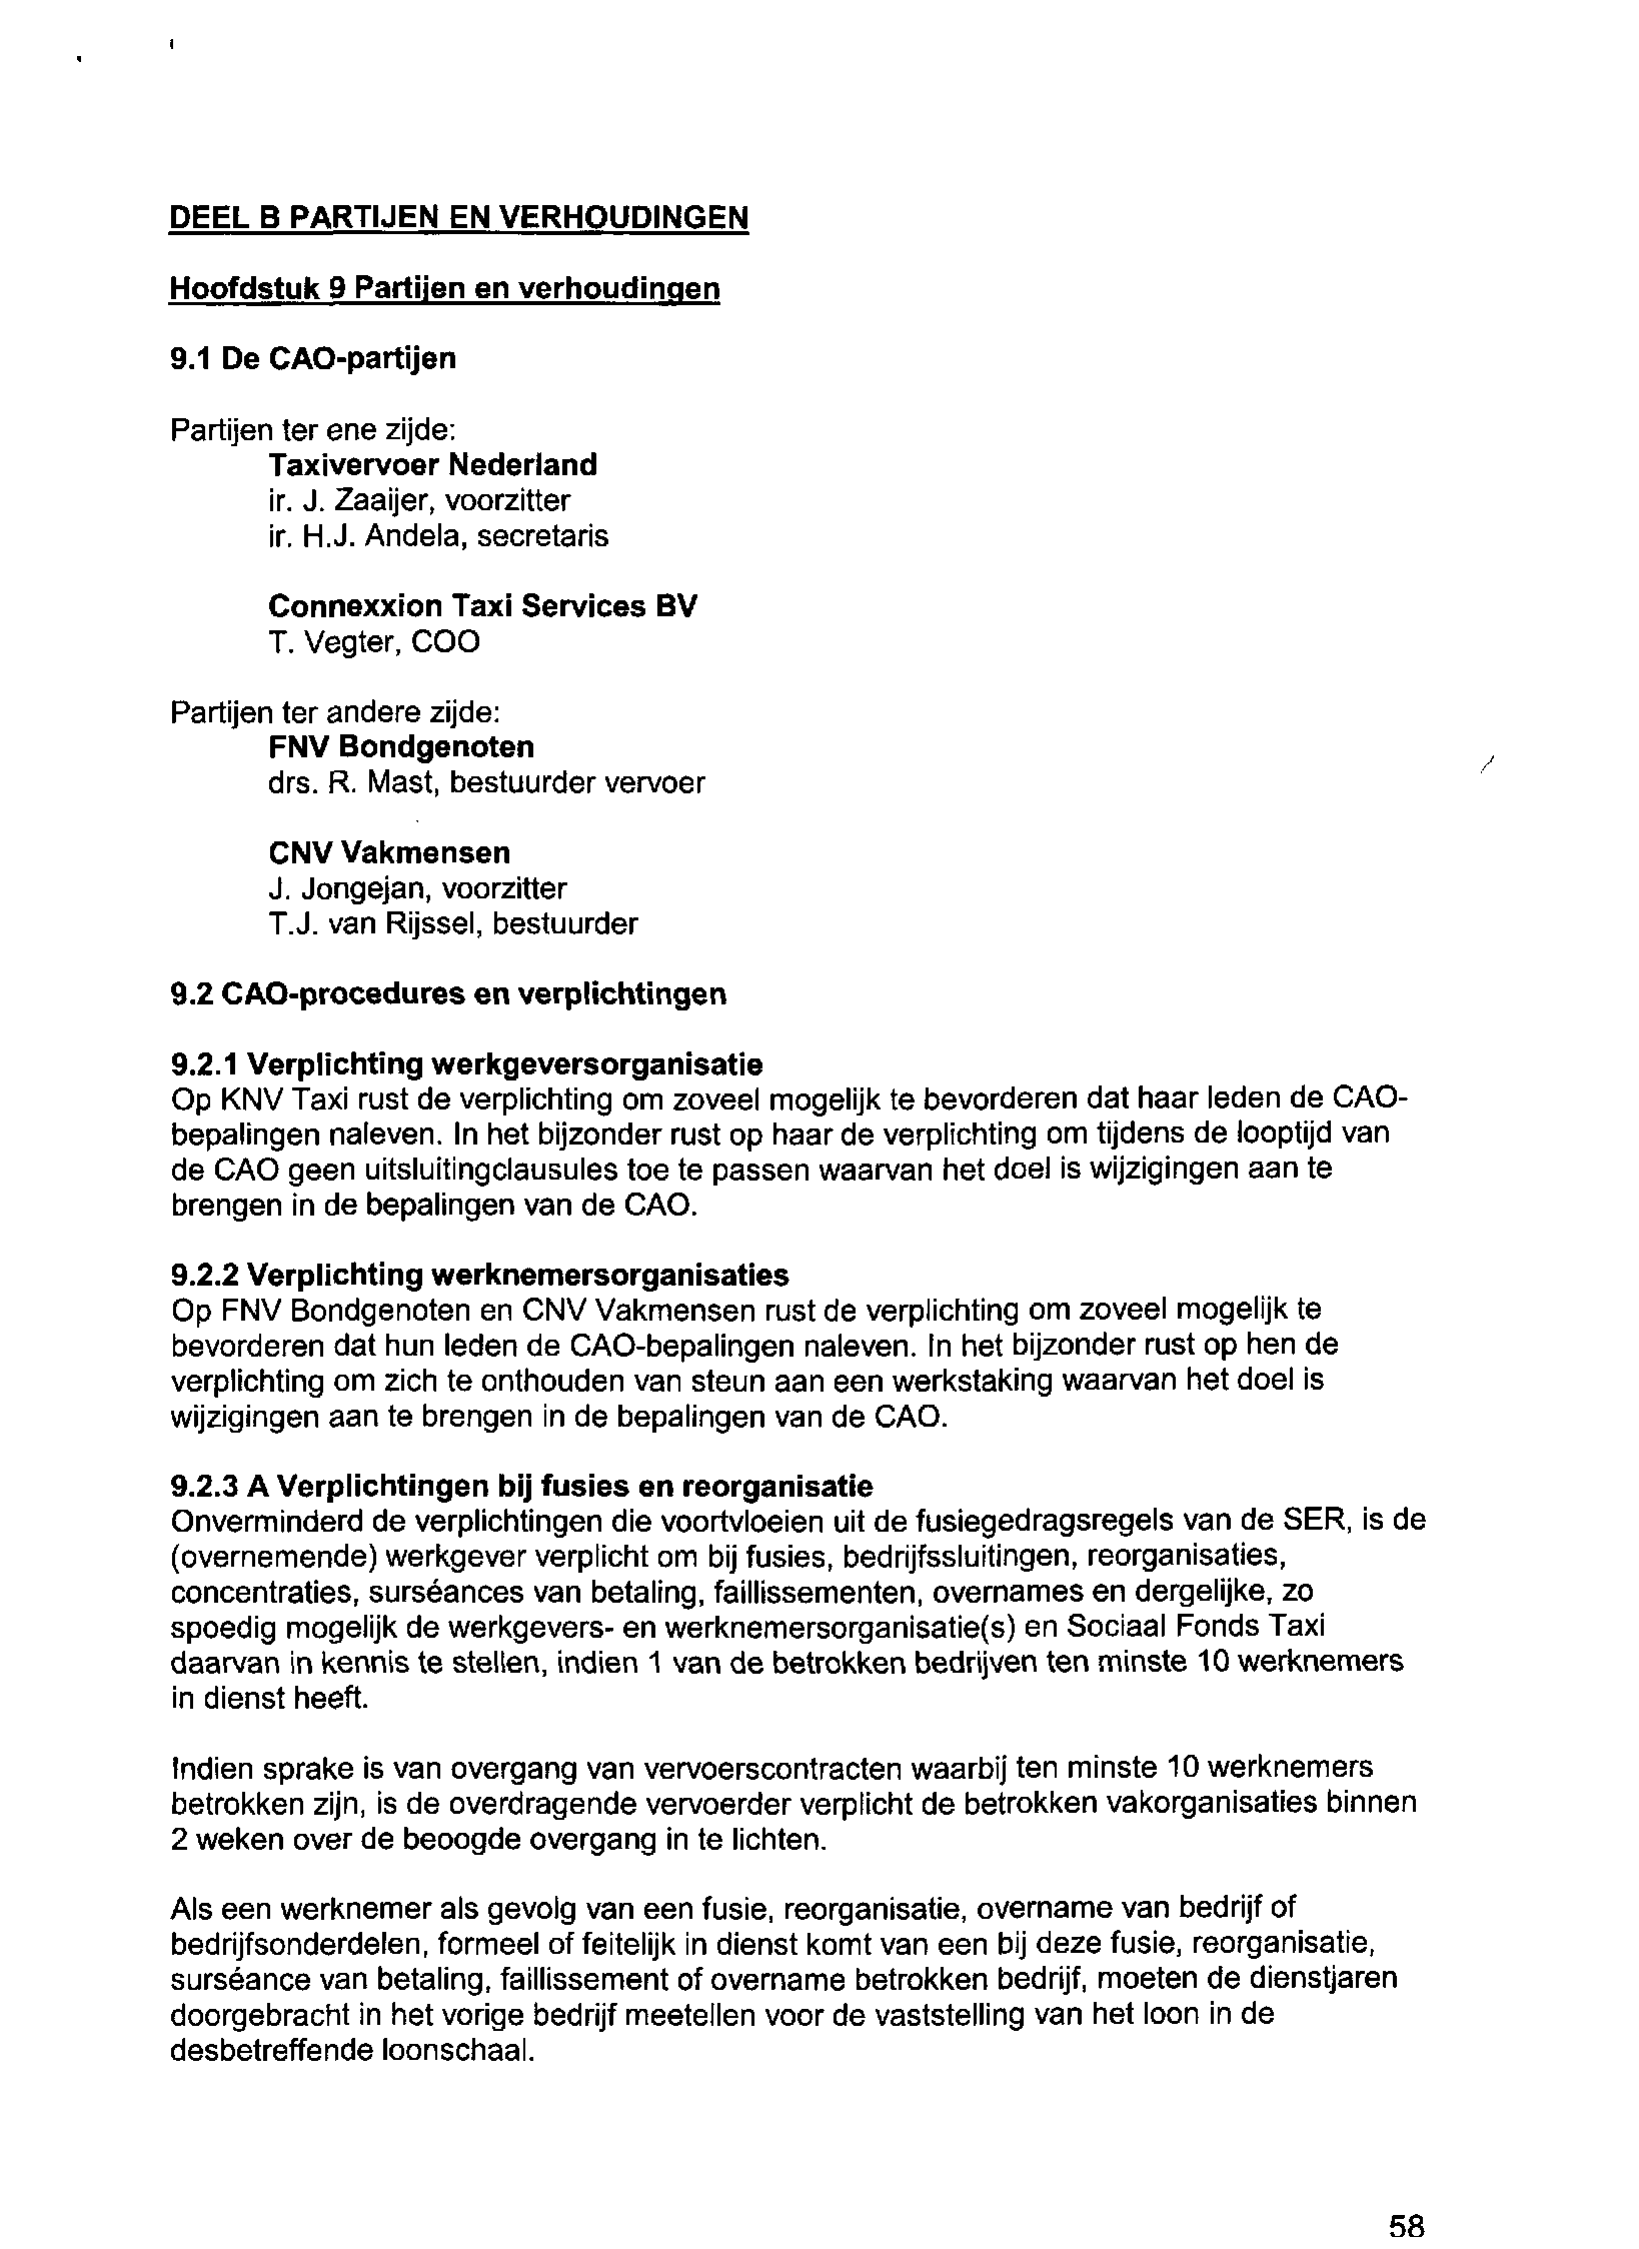 DEEL B PARTIJEN EN VERHOUDINGEN
Hoofdstuk 9 Partijen en verhoudingen
9.1 De CAO-partijen
Partijen ter ene zijde:
Taxivervoer Nederland
ir. J. Zaaijer, voorzitter
ir. H.J. Andela, secretaris
Connexxion Taxi Services BV
T. Vegter, COO
Partijen ter andere zijde:
FNV Bondgenoten
drs. R. Mast, bestuurder vervoer
CNV Vakmensen
J. Jongejan, voorzitter
T.J. van Rijssel, bestuurder
9.2 CAO-procedures en verplichtingen
9.2.1 Verplichting werkgeversorganisatie
Op KNV Taxi rust de verplichting om zoveel mogelijk te bevorderen dat haar leden de CAO-
bepalingen naleven. In het bijzonder rust op haar de verplichting om tijdens de looptijd van
de CAO geen uitsluitingclausules toe te passen waarvan het doel is wijzigingen aan te
brengen in de bepalingen van de CAO.
9.2.2 Verplichting werknemersorganisaties
Op FNV Bondgenoten en CNV Vakmensen rust de verplichting om zoveel mogelijk te
bevorderen dat hun leden de CAO-bepalingen naleven. In het bijzonder rust op hen de
verplichting om zich te onthouden van steun aan een werkstaking waarvan het doel is
wijzigingen aan te brengen in de bepalingen van de CAO.
9.2.3 A Verplichtingen bij fusies en reorganisatie
Onverminderd de verplichtingen die voortvloeien uit de fusiegedragsregels van de SER, is de
(overnemende) werkgever verplicht om bij fusies, bedrijfssluitingen, reorganisaties,
concentraties, surséances van betaling, faillissementen, overnames en dergelijke, zo
spoedig mogelijk de werkgevers- en werknemersorganisatie(s) en Sociaal Fonds Taxi
daarvan in kennis te stellen, indien 1 van de betrokken bedrijven ten minste 10 werknemers
in dienst heeft.
Indien sprake is van overgang van vervoerscontracten waarbij ten minste 10 werknemers
betrokken zijn, is de overdragende vervoerder verplicht de betrokken vakorganisaties binnen
2 weken over de beoogde overgang in te lichten.
Als een werknemer als gevolg van een fusie, reorganisatie, overname van bedrijf of
bedrijfsonderdelen, formeel of feitelijk in dienst komt van een bij deze fusie, reorganisatie,
surséance van betaling, faillissement of overname betrokken bedrijf, moeten de dienstjaren
doorgebracht in het vorige bedrijf meetellen voor de vaststelling van het loon in de
desbetreffende loonschaal.
58